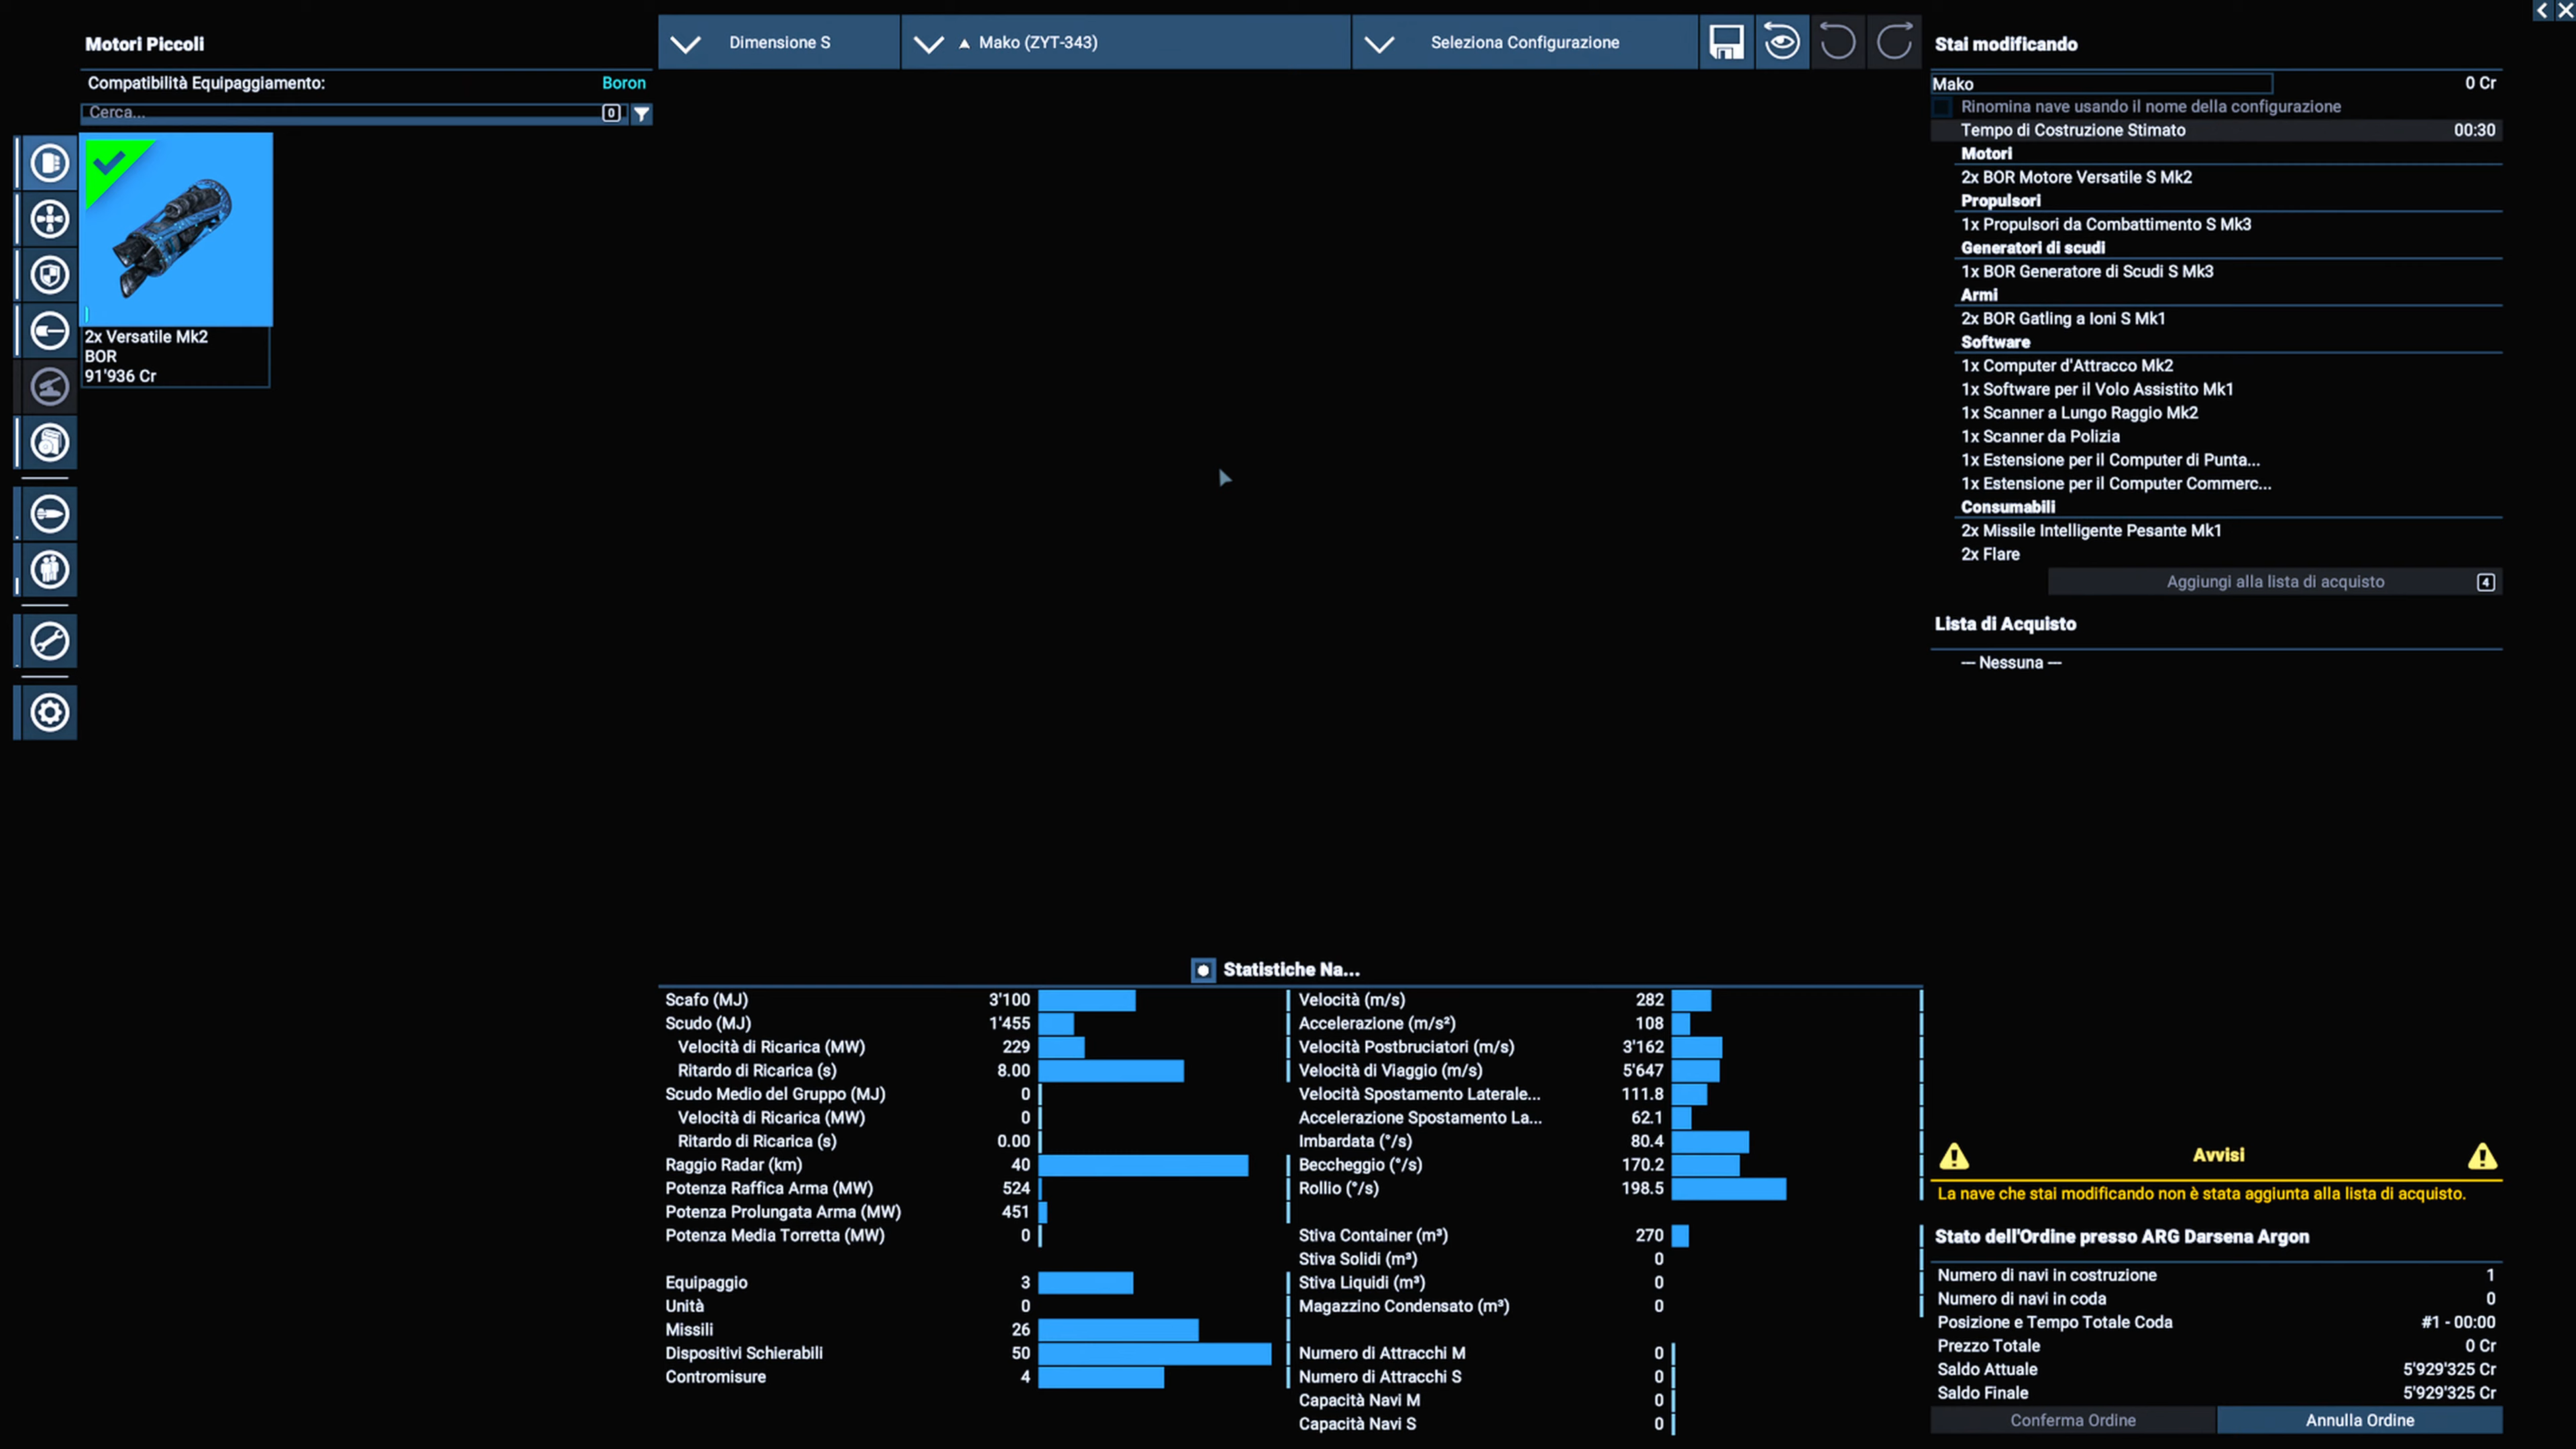 Motori Piccoli
Compatibilità Equipaggiamento: Boron
Cerca... 0
2x Versatile Mk2
BOR
91'936 Cr
Dimensione S
▲ Mako (ZYT-343)
Seleziona Configurazione
Statistiche Na...
Scafo (MJ) 3'100
Scudo (MJ) 1'455
Velocità di Ricarica (MW) 229
Ritardo di Ricarica (s) 8.00
Scudo Medio del Gruppo (MJ) 0
Velocità di Ricarica (MW) 0
Ritardo di Ricarica (s) 0.00
Raggio Radar (km) 40
Potenza Raffica Arma (MW) 524
Potenza Prolungata Arma (MW) 451
Potenza Media Torretta (MW) 0
Equipaggio 3
Unità 0
Missili 26
Dispositivi Schierabili 50
Contromisure 4
Velocità (m/s) 282
Accelerazione (m/s²) 108
Velocità Postbruciatori (m/s) 3'162
Velocità di Viaggio (m/s) 5'647
Velocità Spostamento Laterale... 111.8
Accelerazione Spostamento La... 62.1
Imbardata (°/s) 80.4
Beccheggio (°/s) 170.2
Rollio (°/s) 198.5
Stiva Container (m³) 270
Stiva Solidi (m³) 0
Stiva Liquidi (m³) 0
Magazzino Condensato (m³) 0
Numero di Attracchi M 0
Numero di Attracchi S 0
Capacità Navi M 0
Capacità Navi S 0
Stai modificando
Mako 0 Cr
Rinomina nave usando il nome della configurazione
Tempo di Costruzione Stimato 00:30
Motori
2x BOR Motore Versatile S Mk2
Propulsori
1x Propulsori da Combattimento S Mk3
Generatori di scudi
1x BOR Generatore di Scudi S Mk3
Armi
2x BOR Gatling a Ioni S Mk1
Software
1x Computer d'Attracco Mk2
1x Software per il Volo Assistito Mk1
1x Scanner a Lungo Raggio Mk2
1x Scanner da Polizia
1x Estensione per il Computer di Punta...
1x Estensione per il Computer Commerc...
Consumabili
2x Missile Intelligente Pesante Mk1
2x Flare
Aggiungi alla lista di acquisto 4
Lista di Acquisto
— Nessuna —
Avvisi
La nave che stai modificando non è stata aggiunta alla lista di acquisto.
Stato dell'Ordine presso ARG Darsena Argon
Numero di navi in costruzione 1
Numero di navi in coda 0
Posizione e Tempo Totale Coda #1 - 00:00
Prezzo Totale 0 Cr
Saldo Attuale 5'929'325 Cr
Saldo Finale 5'929'325 Cr
Conferma Ordine
Annulla Ordine